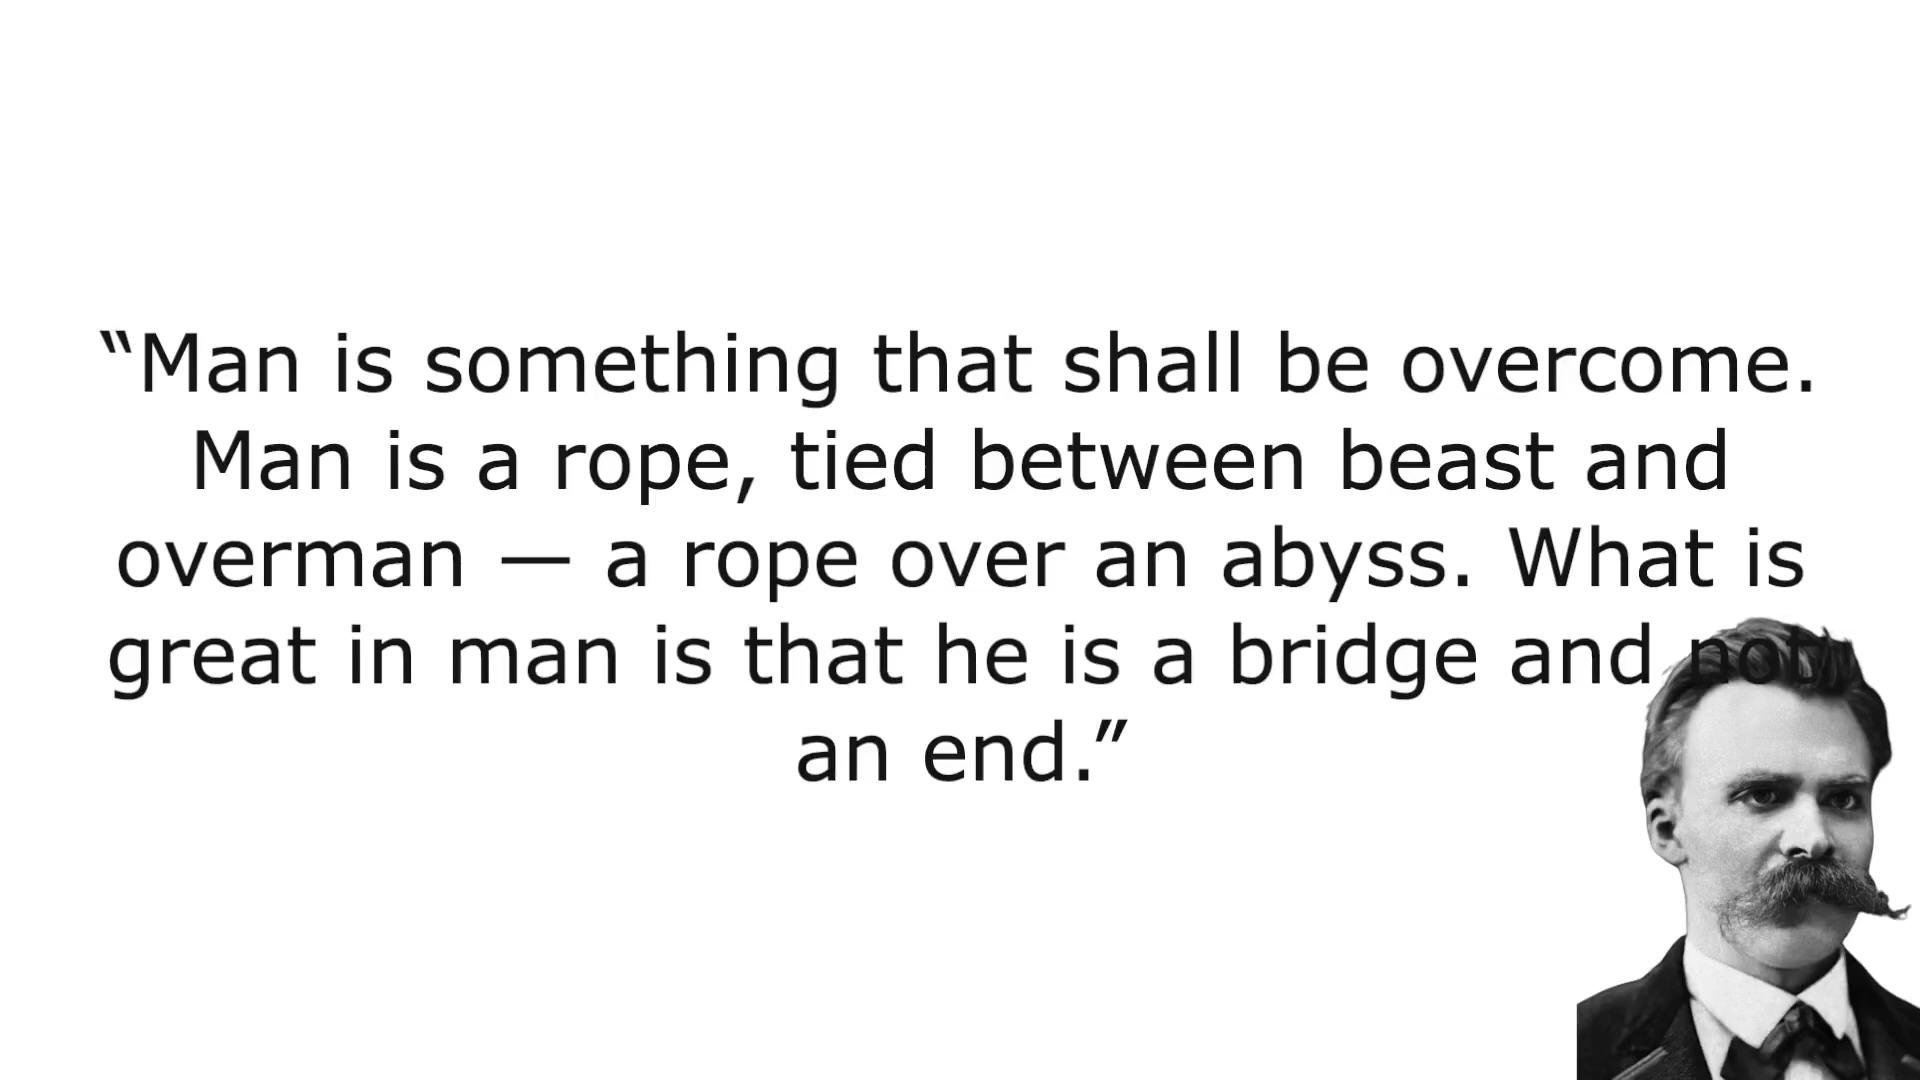 “Man is something that shall be overcome.
Man is a rope, tied between beast and
overman — a rope over an abyss. What is
great in man is that he is a bridge and not
an end.”